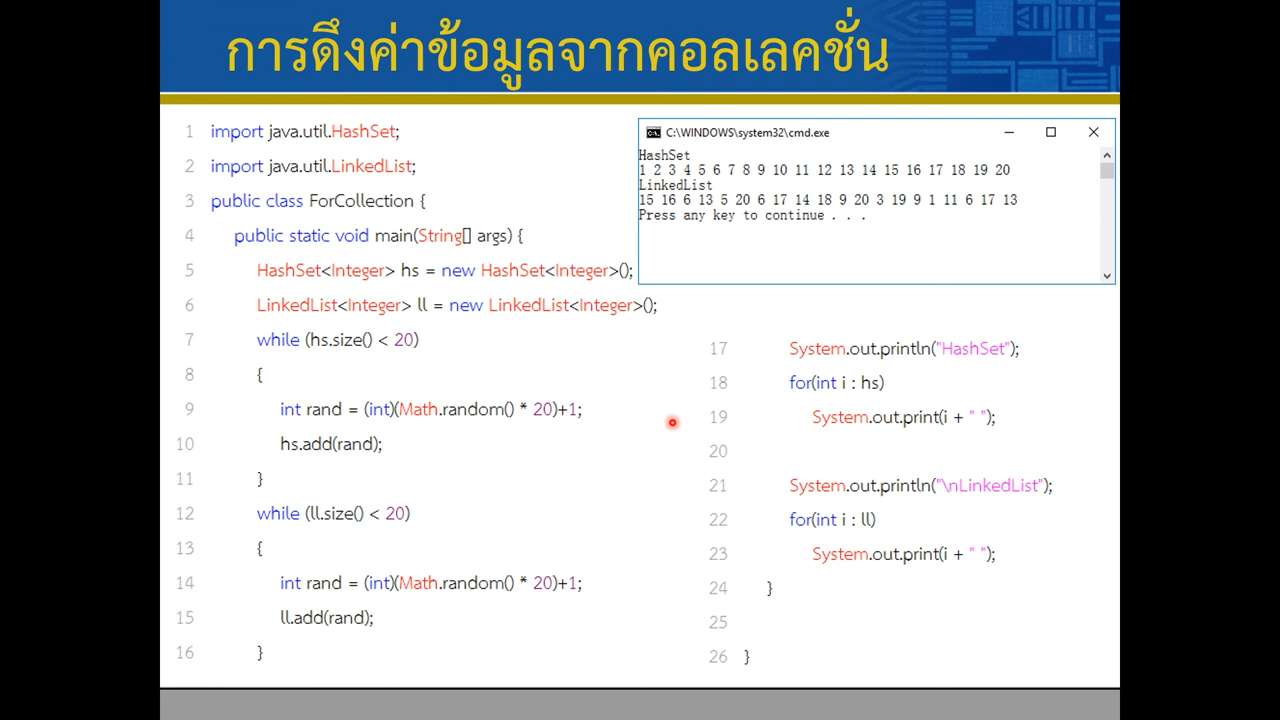 การดึงค่าข้อมูลจากคอลเลคชั่น
1 import java.util.HashSet;
2 import java.util.LinkedList;
3 public class ForCollection {
4 public static void main(String[] args) {
5 HashSet<Integer> hs = new HashSet<Integer>();
6 LinkedList<Integer> ll = new LinkedList<Integer>();
7 while (hs.size() < 20)
8 {
9 int rand = (int)(Math.random() * 20)+1;
10 hs.add(rand);
11 }
12 while (ll.size() < 20)
13 {
14 int rand = (int)(Math.random() * 20)+1;
15 ll.add(rand);
16 }
C:\WINDOWS\system32\cmd.exe
HashSet
1 2 3 4 5 6 7 8 9 10 11 12 13 14 15 16 17 18 19 20
LinkedList
15 16 6 13 5 20 6 17 14 18 9 20 3 19 9 1 11 6 17 13
Press any key to continue . . .
17 System.out.println("HashSet");
18 for(int i : hs)
19 System.out.print(i + " ");
20
21 System.out.println("\nLinkedList");
22 for(int i : ll)
23 System.out.print(i + " ");
24 }
25
26 }